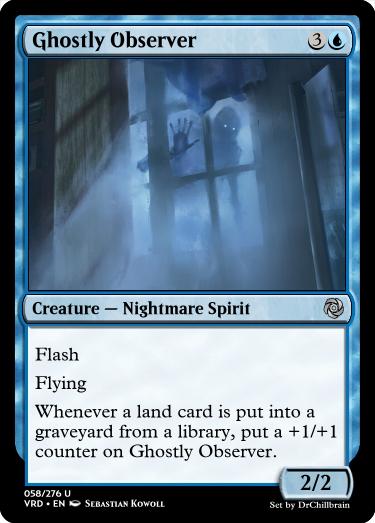 Ghostly Observer 3
Creature — Nightmare Spirit
Flash
Flying
Whenever a land card is put into a
graveyard from a library, put a +1/+1
counter on Ghostly Observer.
2/2
058/276 U
VRD • EN Sebastian Kowoll
Set by DrChillbrain